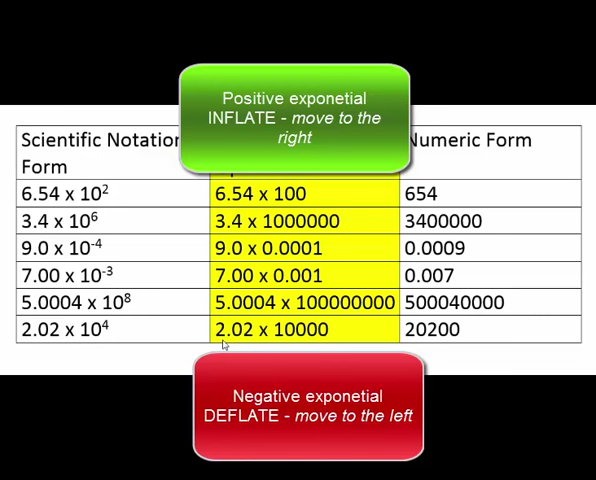 Positive exponetial
INFLATE - move to the
right
Scientific Notation Numeric Form
Form
6.54 x 10² 6.54 x 100 654
3.4 x 10⁶ 3.4 x 1000000 3400000
9.0 x 10⁻⁴ 9.0 x 0.0001 0.0009
7.00 x 10⁻³ 7.00 x 0.001 0.007
5.0004 x 10⁸ 5.0004 x 100000000 500040000
2.02 x 10⁴ 2.02 x 10000 20200
Negative exponetial
DEFLATE - move to the left